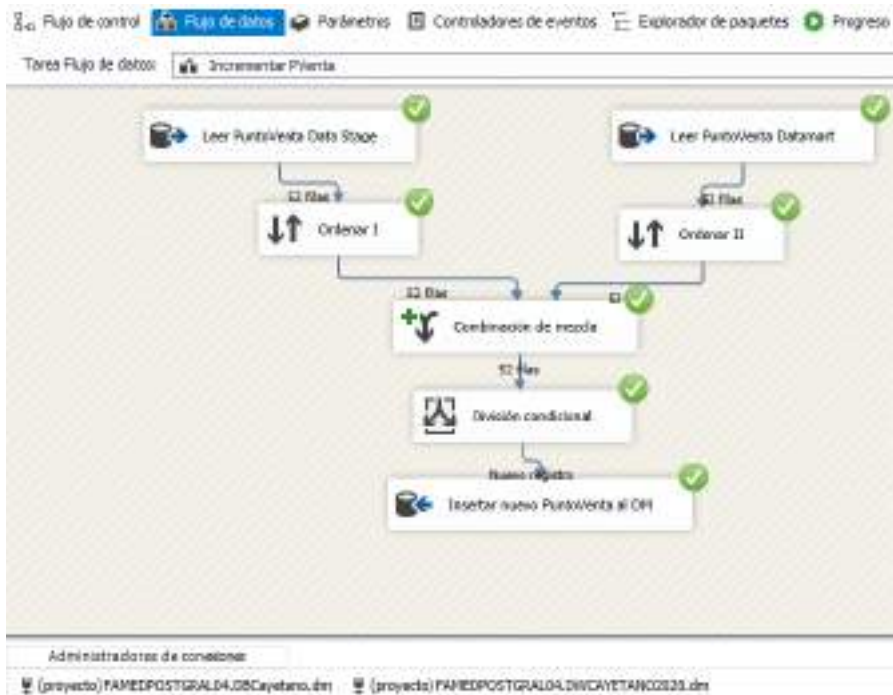 Flujo de control Flujo de datos Parámetros Controladores de eventos Explorador de paquetes Progreso
Tarea Flujo de datos: Incrementar PVenta
Leer PuntoVenta Data Stage
Leer PuntoVenta Datamart
52 filas
filas
Ordenar I
Ordenar II
52 filas
Combinación de mezcla
52 filas
División condicional
Nuevo registro
Insertar nuevo PuntoVenta al DM
Administradores de conexiones
(proyecto) FAMEDPOSTGRAL04.DBCayetano.dm (proyecto) FAMEDPOSTGRAL04.DWCAYETANO2020.dm